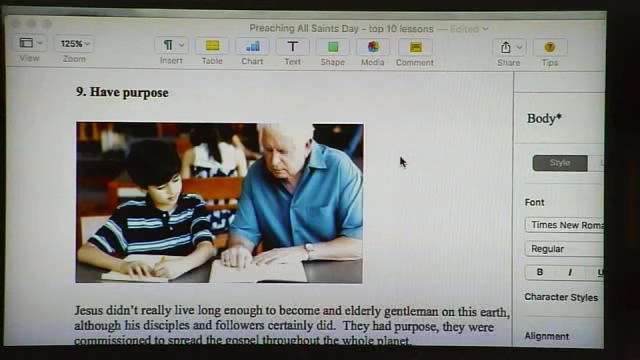 Preaching All Saints Day - top 10 lessons — Edited
125%
View
Zoom
Insert
Table
Chart
Text
Shape
Media
Comment
Share
Tips
9. Have purpose
Jesus didn't really live long enough to become and elderly gentleman on this earth,
although his disciples and followers certainly did. They had purpose, they were
commissioned to spread the gospel throughout the whole planet.
Body*
Style
Font
Times New Roma
Regular
B I U
Character Styles
Alignment